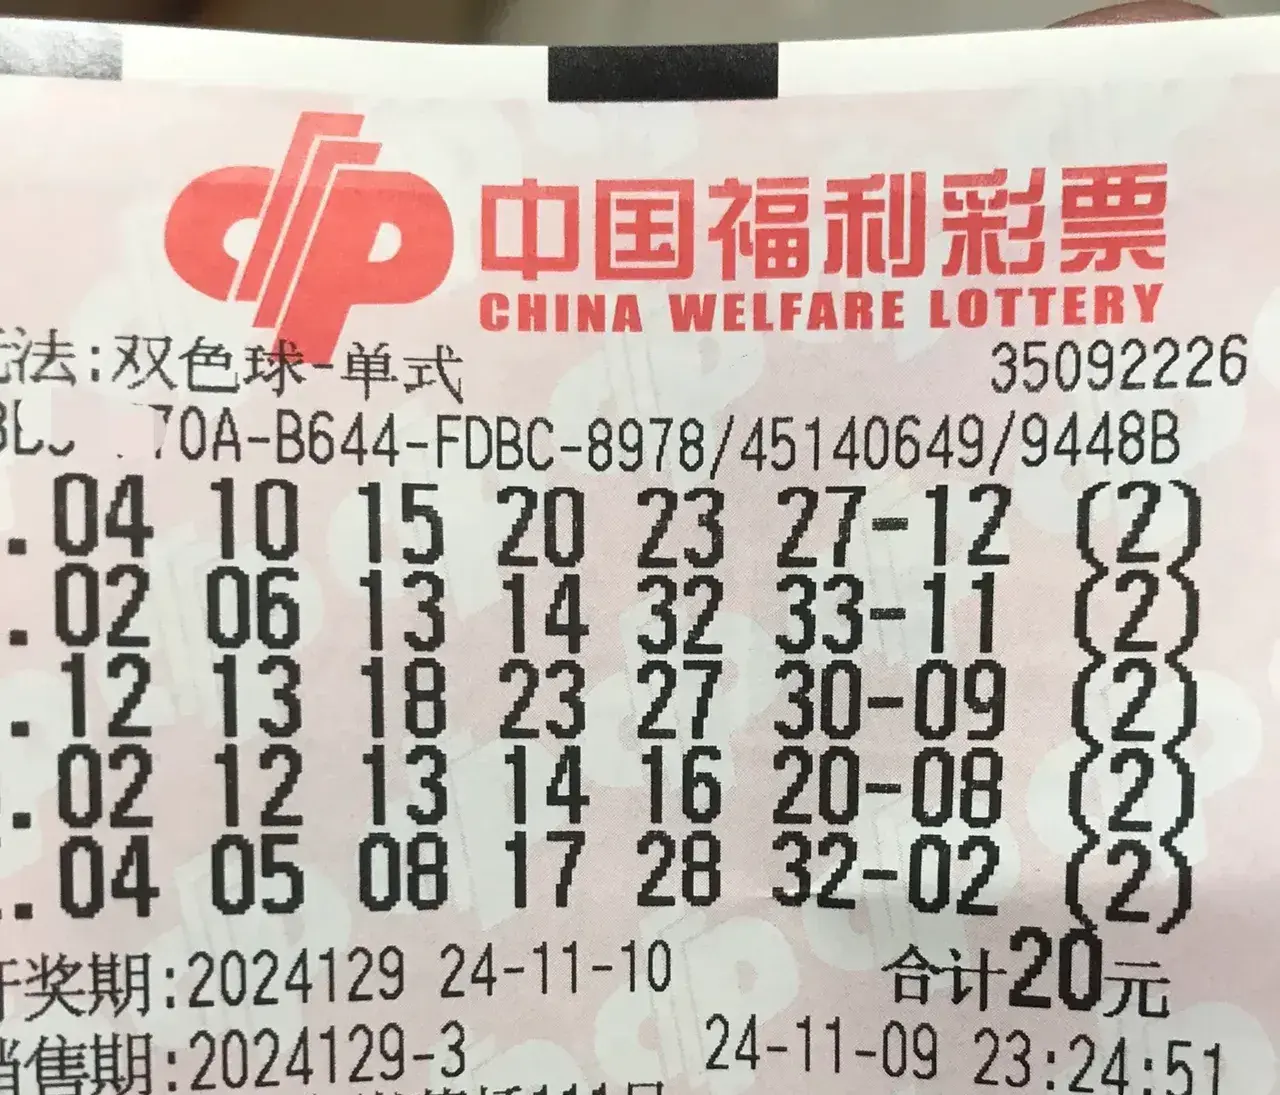 中国福利彩票
CHINA WELFARE LOTTERY
法:双色球-单式 35092226
70A-B644-FDBC-8978/45140649/9448B
.04 10 15 20 23 27-12 (2)
.02 06 13 14 32 33-11 (2)
.12 13 18 23 27 30-09 (2)
.02 12 13 14 16 20-08 (2)
.04 05 08 17 28 32-02 (2)
开奖期:2024129 24-11-10 合计20元
销售期:2024129-3 24-11-09 23:24:51